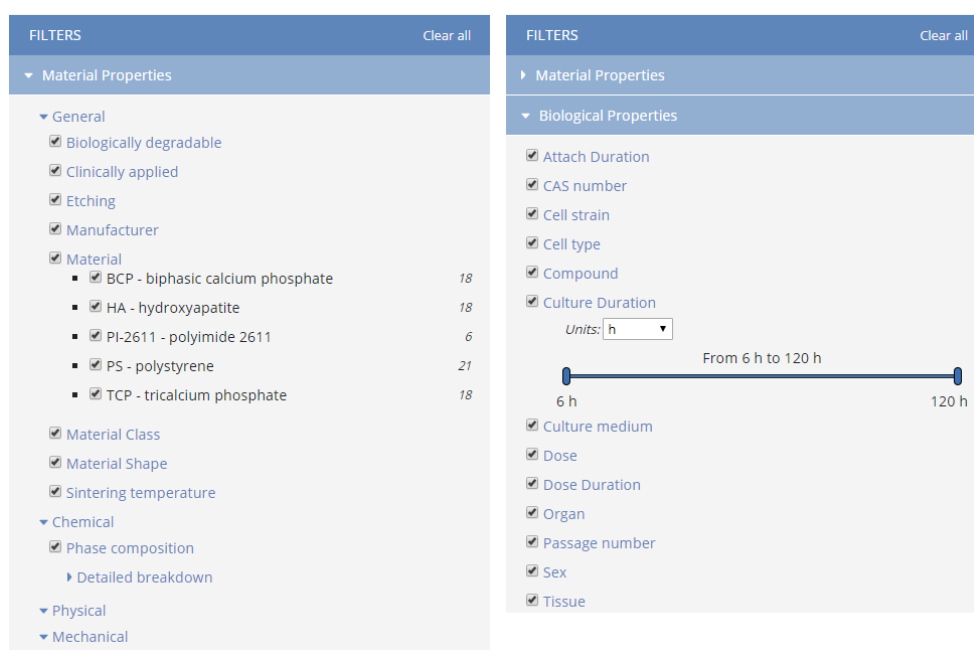 FILTERS Clear all
Material Properties
General
Biologically degradable
Clinically applied
Etching
Manufacturer
Material
BCP - biphasic calcium phosphate 18
HA - hydroxyapatite 18
PI-2611 - polyimide 2611 6
PS - polystyrene 21
TCP - tricalcium phosphate 18
Material Class
Material Shape
Sintering temperature
Chemical
Phase composition
Detailed breakdown
Physical
Mechanical
FILTERS Clear all
Material Properties
Biological Properties
Attach Duration
CAS number
Cell strain
Cell type
Compound
Culture Duration
Units: h
From 6 h to 120 h
6 h 120 h
Culture medium
Dose
Dose Duration
Organ
Passage number
Sex
Tissue